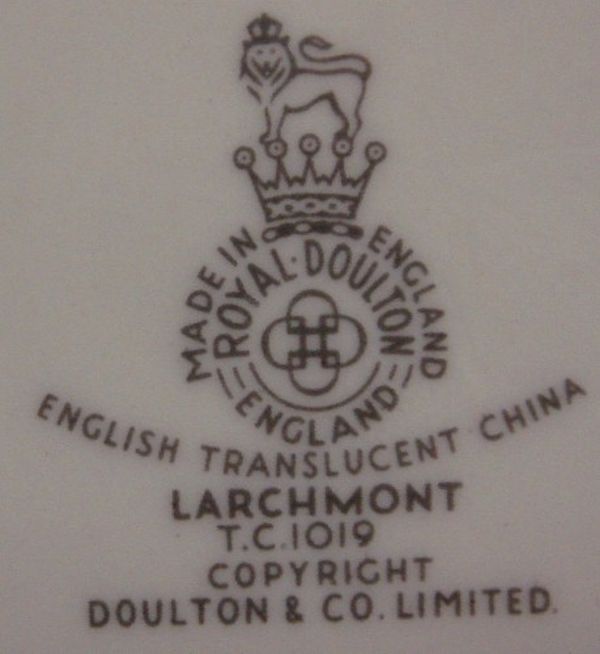 MADE IN ENGLAND
ROYAL·DOULTON
ENGLAND
ENGLISH TRANSLUCENT CHINA
LARCHMONT
T.C.1019
COPYRIGHT
DOULTON & CO. LIMITED.